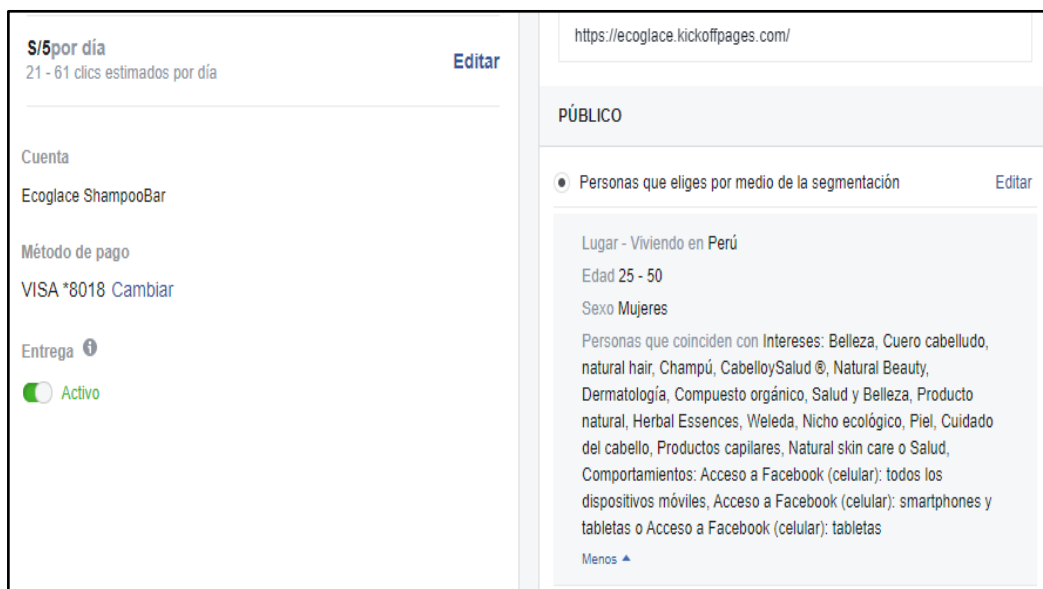 S/5por día
21 - 61 clics estimados por día
Editar
Cuenta
Ecoglace ShampooBar
Método de pago
VISA *8018 Cambiar
Entrega
Activo
https://ecoglace.kickoffpages.com/
PÚBLICO
Personas que eliges por medio de la segmentación Editar
Lugar - Viviendo en Perú
Edad 25 - 50
Sexo Mujeres
Personas que coinciden con Intereses: Belleza, Cuero cabelludo,
natural hair, Champú, CabelloySalud ®, Natural Beauty,
Dermatología, Compuesto orgánico, Salud y Belleza, Producto
natural, Herbal Essences, Weleda, Nicho ecológico, Piel, Cuidado
del cabello, Productos capilares, Natural skin care o Salud,
Comportamientos: Acceso a Facebook (celular): todos los
dispositivos móviles, Acceso a Facebook (celular): smartphones y
tabletas o Acceso a Facebook (celular): tabletas
Menos